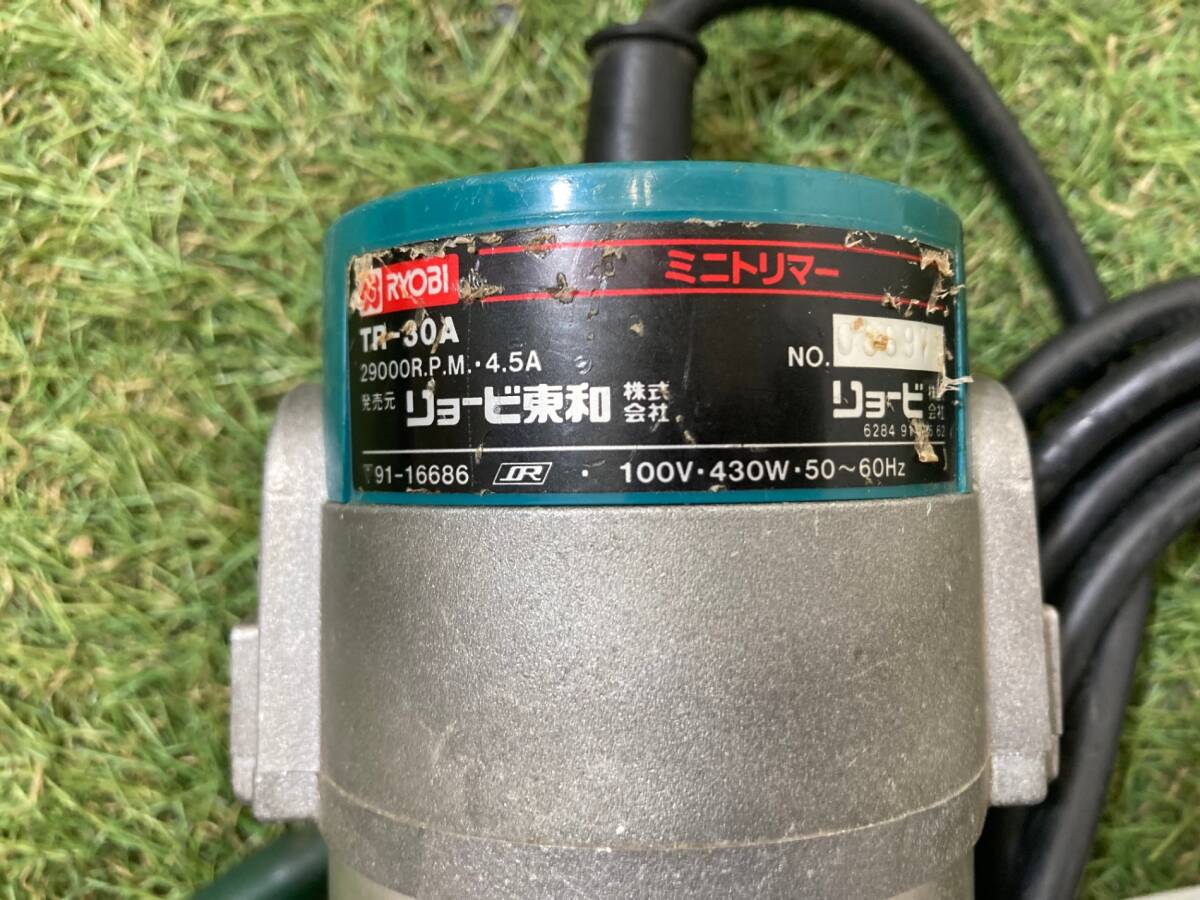 RYOBI ミニトリマー
TR-30A
29000R.P.M.・4.5A NO.
発売元 リョービ東和 株式会社 リョービ
6284
91-16686 ・ 100V・430W・50〜60Hz